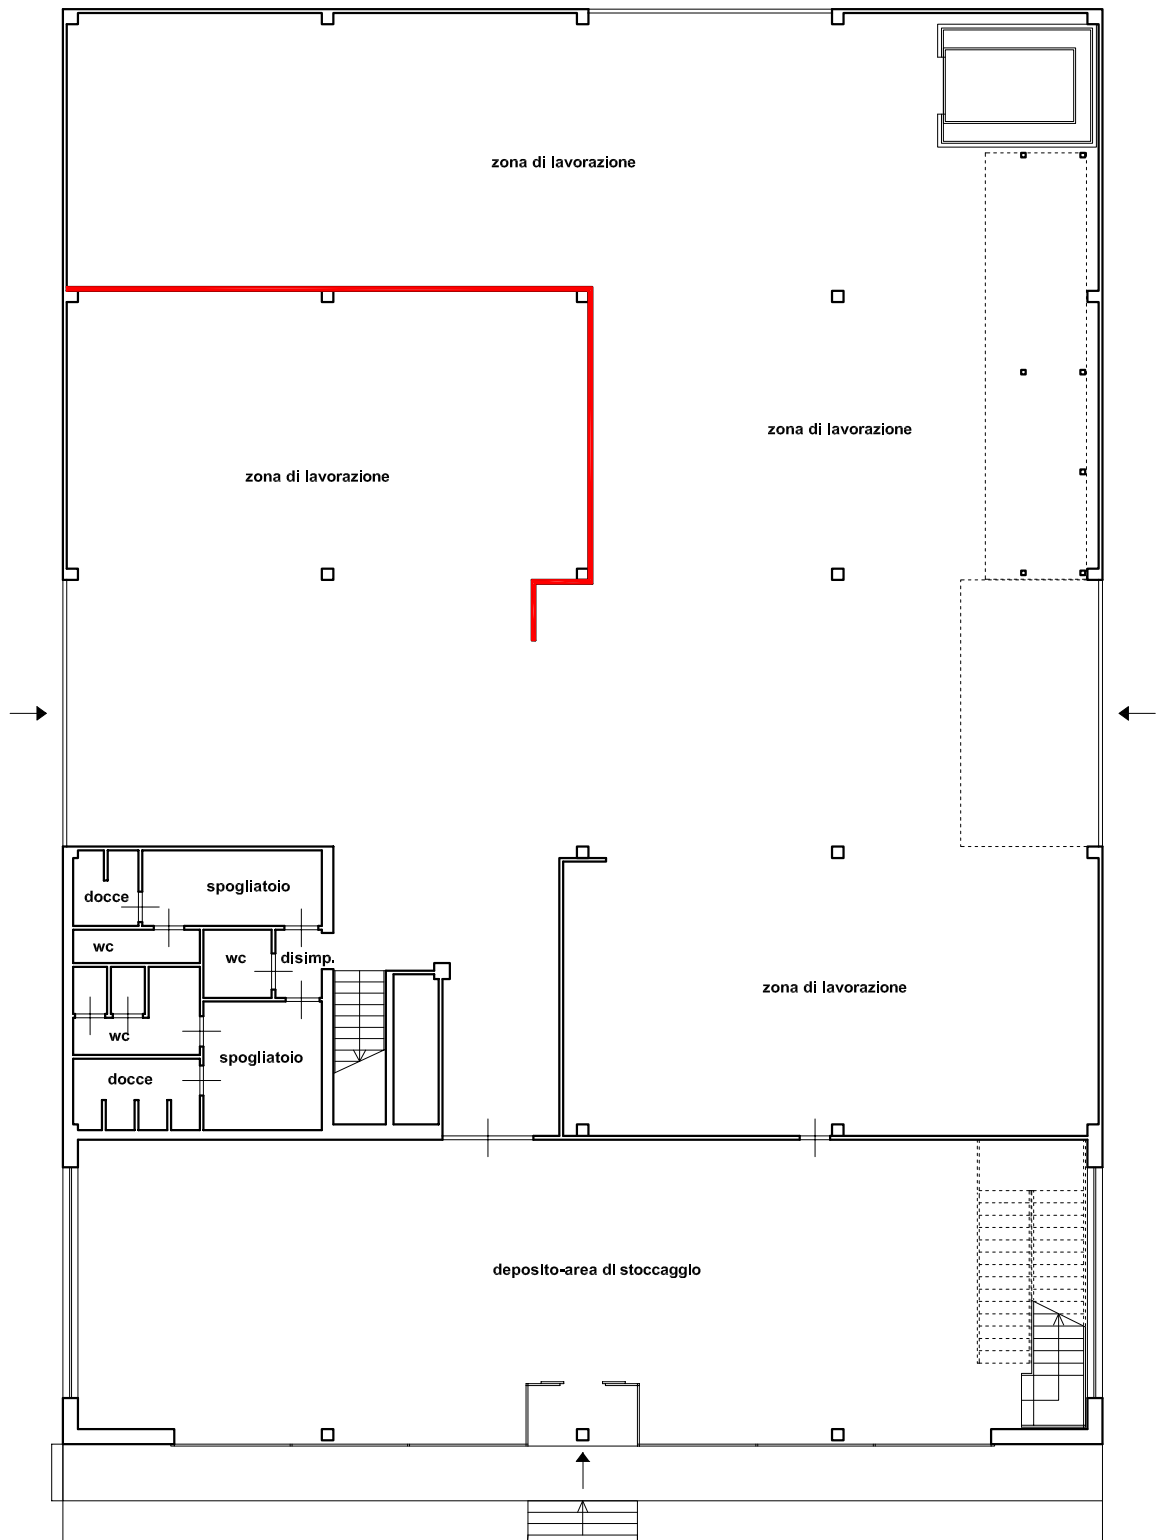 zona di lavorazione
zona di lavorazione
zona di lavorazione
docce
spogliatoio
wc
wc
disimp.
zona di lavorazione
wc
spogliatoio
docce
deposito-area di stoccaggio